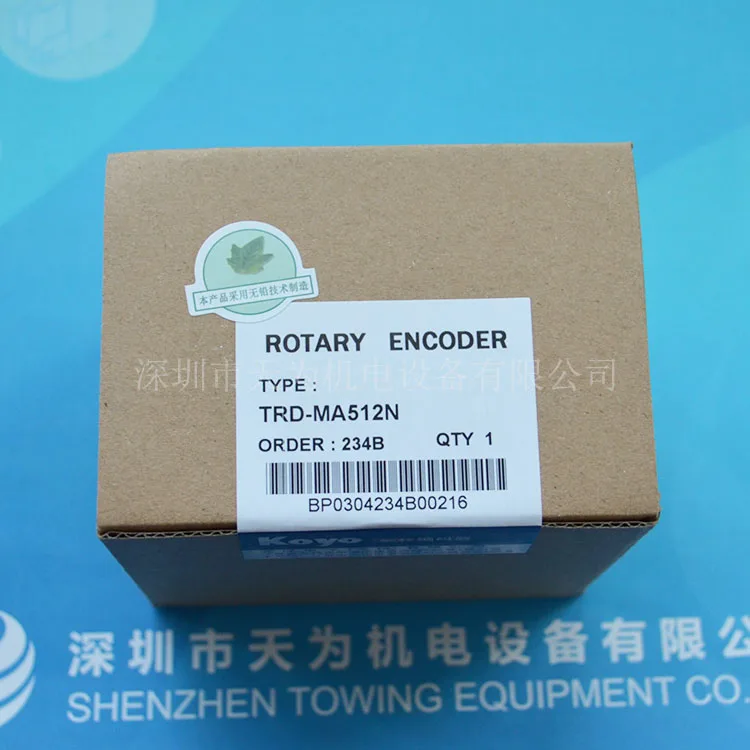 本产品采用无铅技术制造
ROTARY ENCODER
深圳市天为机电设备有限公司
TYPE :
TRD-MA512N
ORDER : 234B QTY 1
BP0304234B00216
Koyo
深圳市天为机电设备有限公
SHENZHEN TOWING EQUIPMENT CO.